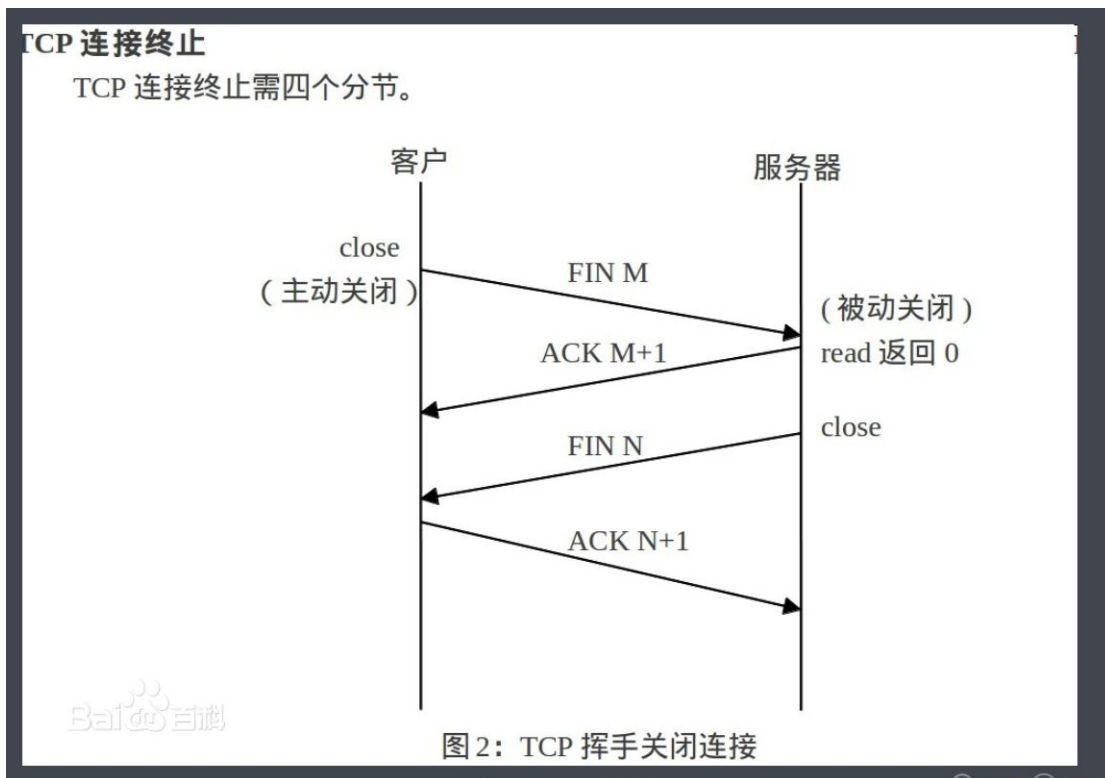 TCP 连接终止
TCP 连接终止需四个分节。
客户
服务器
close
（主动关闭）
FIN M
（被动关闭）
ACK M+1
read 返回 0
close
FIN N
ACK N+1
Baidu百科
图 2：TCP 挥手关闭连接